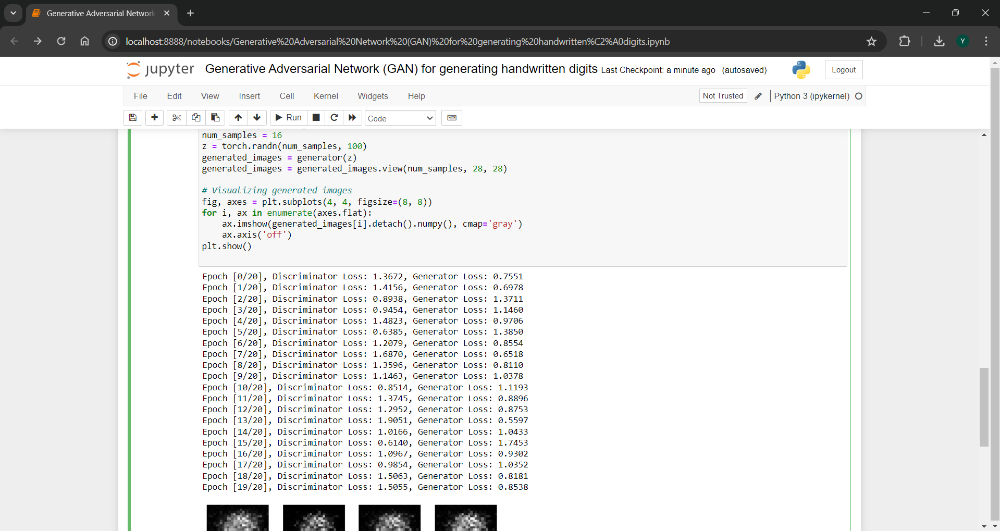 Generative Adversarial Network
localhost:8888/notebooks/Generative%20Adversarial%20Network%20(GAN)%20for%20generating%20handwritten%C2%A0digits.ipynb
Y
jupyter Generative Adversarial Network (GAN) for generating handwritten digits Last Checkpoint: a minute ago (autosaved)
Logout
File Edit View Insert Cell Kernel Widgets Help
Not Trusted Python 3 (ipykernel)
Run Code
num_samples = 16
z = torch.randn(num_samples, 100)
generated_images = generator(z)
generated_images = generated_images.view(num_samples, 28, 28)
# Visualizing generated images
fig, axes = plt.subplots(4, 4, figsize=(8, 8))
for i, ax in enumerate(axes.flat):
    ax.imshow(generated_images[i].detach().numpy(), cmap='gray')
    ax.axis('off')
plt.show()
Epoch [0/20], Discriminator Loss: 1.3672, Generator Loss: 0.7551
Epoch [1/20], Discriminator Loss: 1.4156, Generator Loss: 0.6978
Epoch [2/20], Discriminator Loss: 0.8938, Generator Loss: 1.3711
Epoch [3/20], Discriminator Loss: 0.9454, Generator Loss: 1.1460
Epoch [4/20], Discriminator Loss: 1.4823, Generator Loss: 0.9706
Epoch [5/20], Discriminator Loss: 0.6385, Generator Loss: 1.3850
Epoch [6/20], Discriminator Loss: 1.2079, Generator Loss: 0.8554
Epoch [7/20], Discriminator Loss: 1.6870, Generator Loss: 0.6518
Epoch [8/20], Discriminator Loss: 1.3596, Generator Loss: 0.8110
Epoch [9/20], Discriminator Loss: 1.1463, Generator Loss: 1.0378
Epoch [10/20], Discriminator Loss: 0.8514, Generator Loss: 1.1193
Epoch [11/20], Discriminator Loss: 1.3745, Generator Loss: 0.8896
Epoch [12/20], Discriminator Loss: 1.2952, Generator Loss: 0.8753
Epoch [13/20], Discriminator Loss: 1.9051, Generator Loss: 0.5597
Epoch [14/20], Discriminator Loss: 1.0166, Generator Loss: 1.0433
Epoch [15/20], Discriminator Loss: 0.6140, Generator Loss: 1.7453
Epoch [16/20], Discriminator Loss: 1.0967, Generator Loss: 0.9302
Epoch [17/20], Discriminator Loss: 0.9854, Generator Loss: 1.0352
Epoch [18/20], Discriminator Loss: 1.5063, Generator Loss: 0.8181
Epoch [19/20], Discriminator Loss: 1.5055, Generator Loss: 0.8538